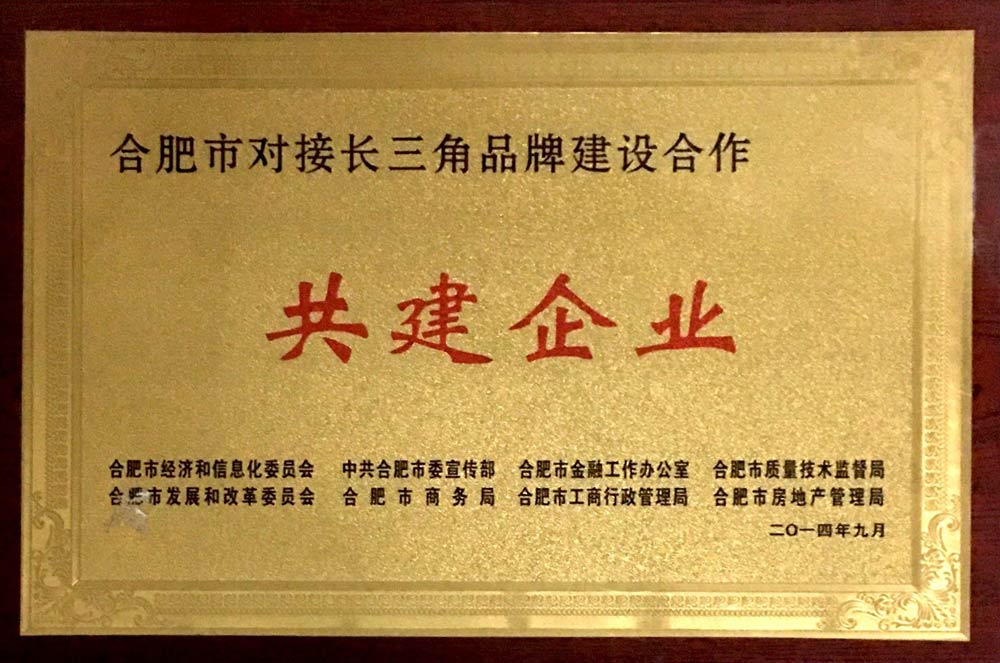 合肥市对接长三角品牌建设合作
共建企业
合肥市经济和信息化委员会 中共合肥市委宣传部 合肥市金融工作办公室 合肥市质量技术监督局
合肥市发展和改革委员会 合肥市商务局 合肥市工商行政管理局 合肥市房地产管理局
二〇一四年九月